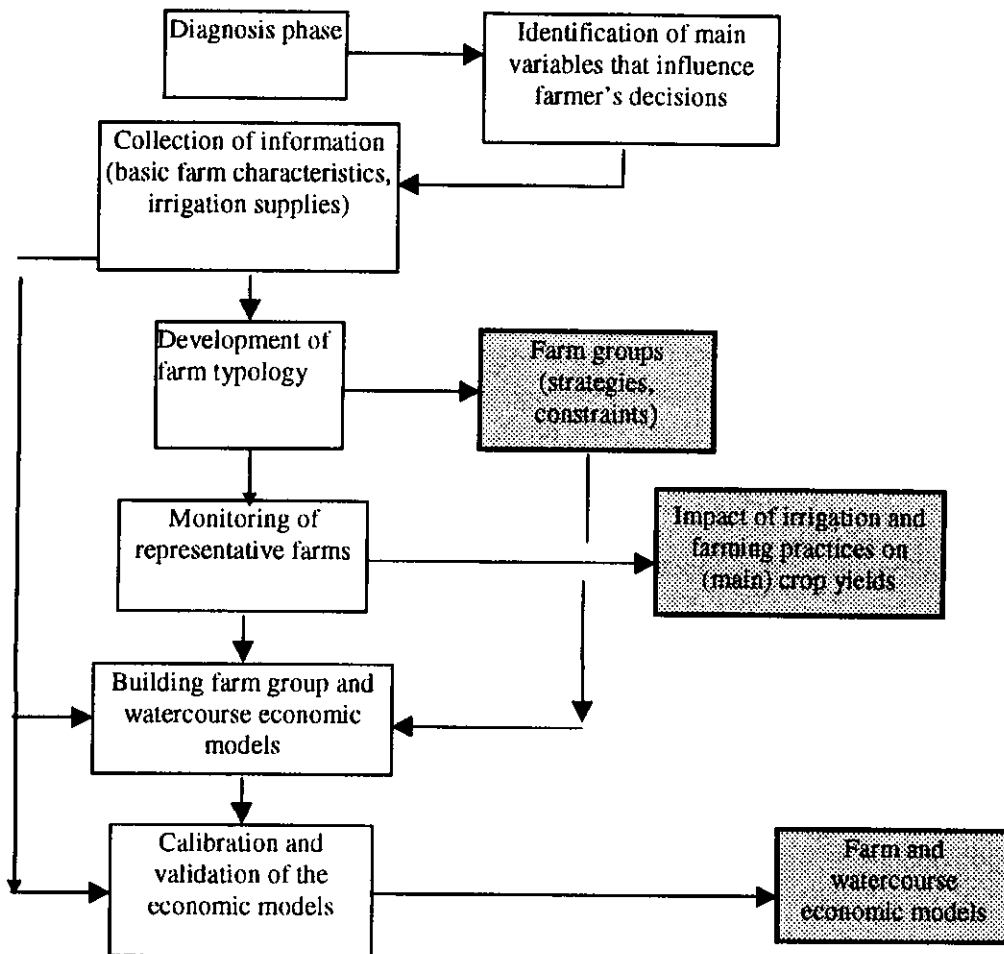 Diagnosis phase
Identification of main
variables that influence
farmer's decisions
Collection of information
(basic farm characteristics,
irrigation supplies)
Development of
farm typology
Farm groups
(strategies,
constraints)
Monitoring of
representative farms
Impact of irrigation and
farming practices on
(main) crop yields
Building farm group and
watercourse economic
models
Calibration and
validation of the
economic models
Farm and
watercourse
economic models